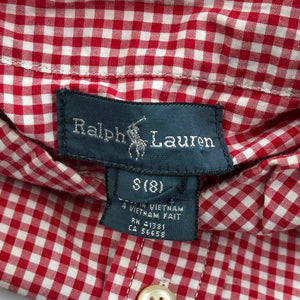 Ralph Lauren
S(8)
VIETNAM
VIETNAM FAIT
RN 41381
CA 56658